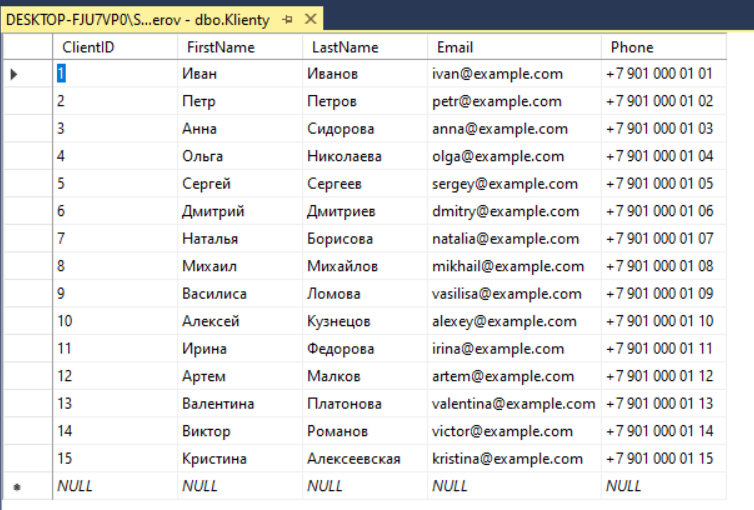 DESKTOP-FJU7VP0\S...erov - dbo.Klienty
ClientID FirstName LastName Email Phone
1 Иван Иванов ivan@example.com +7 901 000 01 01
2 Петр Петров petr@example.com +7 901 000 01 02
3 Анна Сидорова anna@example.com +7 901 000 01 03
4 Ольга Николаева olga@example.com +7 901 000 01 04
5 Сергей Сергеев sergey@example.com +7 901 000 01 05
6 Дмитрий Дмитриев dmitry@example.com +7 901 000 01 06
7 Наталья Борисова natalia@example.com +7 901 000 01 07
8 Михаил Михайлов mikhail@example.com +7 901 000 01 08
9 Василиса Ломова vasilisa@example.com +7 901 000 01 09
10 Алексей Кузнецов alexey@example.com +7 901 000 01 10
11 Ирина Федорова irina@example.com +7 901 000 01 11
12 Артем Малков artem@example.com +7 901 000 01 12
13 Валентина Платонова valentina@example.com +7 901 000 01 13
14 Виктор Романов victor@example.com +7 901 000 01 14
15 Кристина Алексеевская kristina@example.com +7 901 000 01 15
NULL NULL NULL NULL NULL